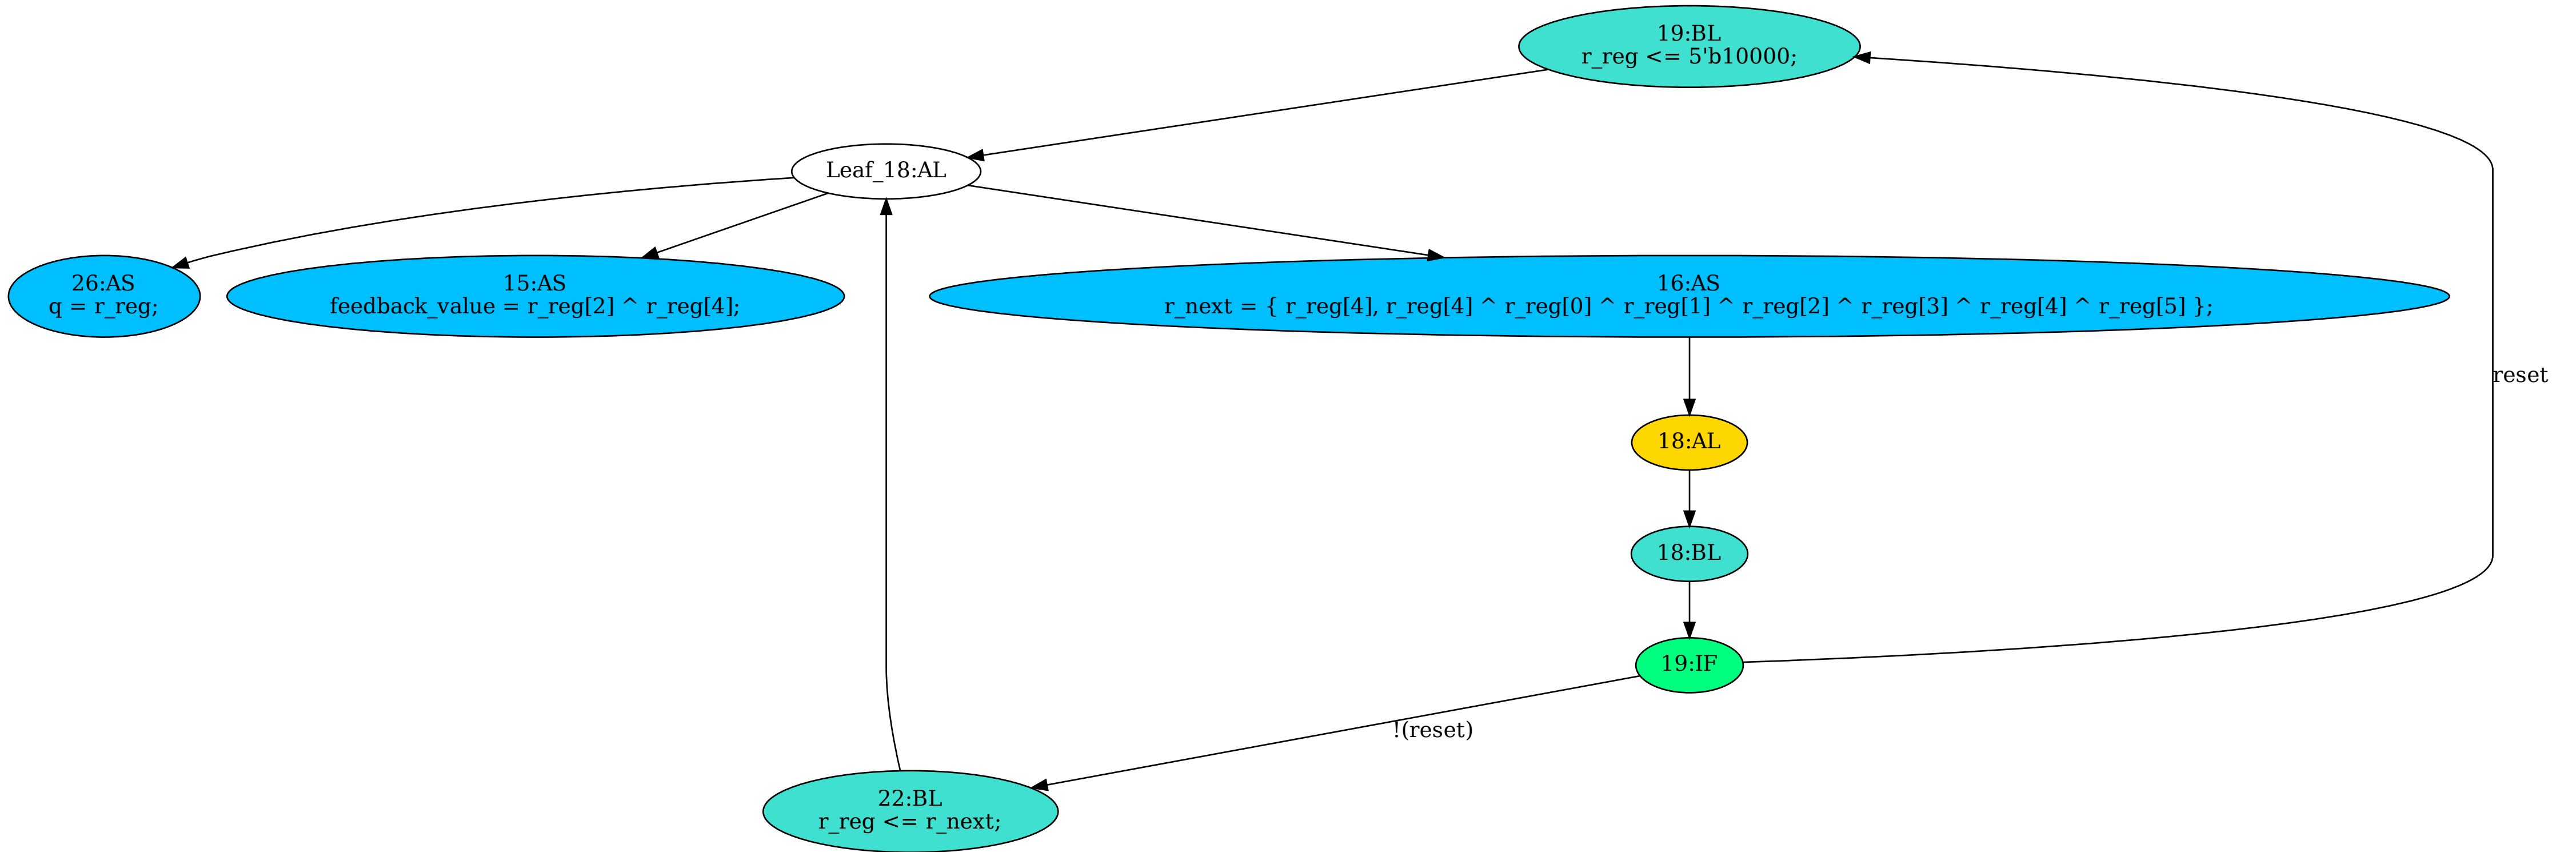 19:BL
r_reg <= 5'b10000;
Leaf_18:AL
26:AS
q = r_reg;
15:AS
feedback_value = r_reg[2] ^ r_reg[4];
16:AS
r_next = { r_reg[4], r_reg[4] ^ r_reg[0] ^ r_reg[1] ^ r_reg[2] ^ r_reg[3] ^ r_reg[4] ^ r_reg[5] };
reset
18:AL
18:BL
19:IF
!(reset)
22:BL
r_reg <= r_next;